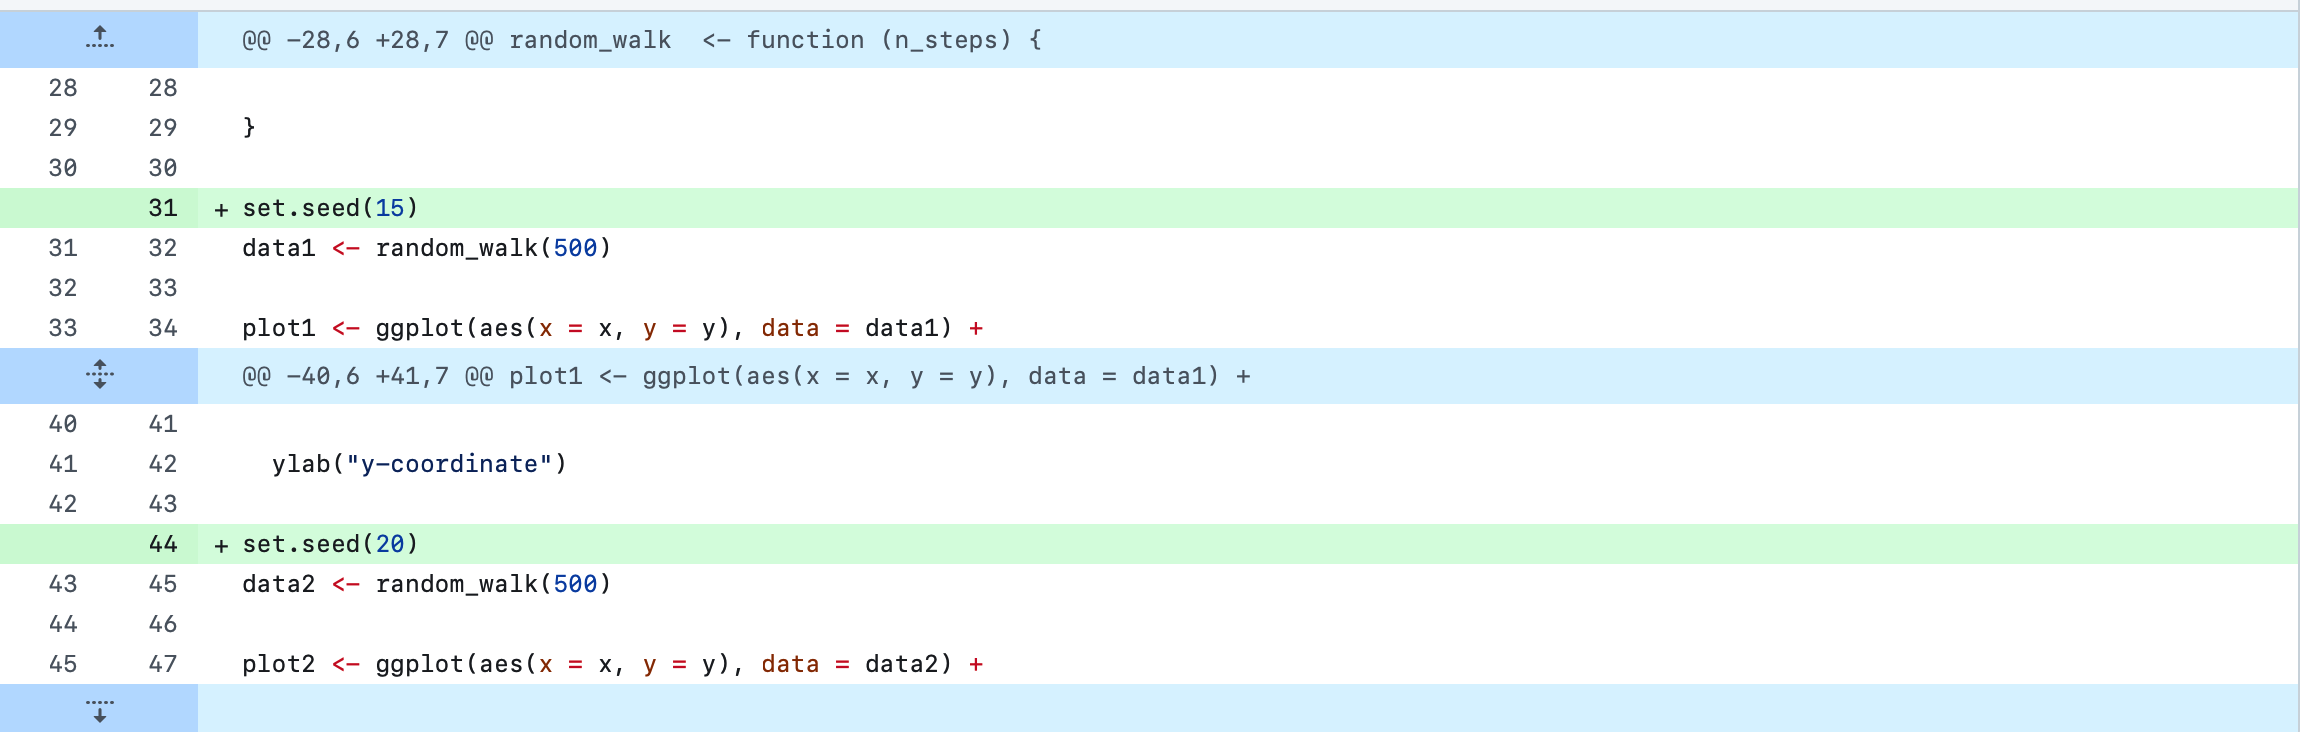 @@ -28,6 +28,7 @@ random_walk  <- function (n_steps) {
28 28
29 29 }
30 30
31 + set.seed(15)
31 32 data1 <- random_walk(500)
32 33
33 34 plot1 <- ggplot(aes(x = x, y = y), data = data1) +
@@ -40,6 +41,7 @@ plot1 <- ggplot(aes(x = x, y = y), data = data1) +
40 41
41 42   ylab("y-coordinate")
42 43
44 + set.seed(20)
43 45 data2 <- random_walk(500)
44 46
45 47 plot2 <- ggplot(aes(x = x, y = y), data = data2) +